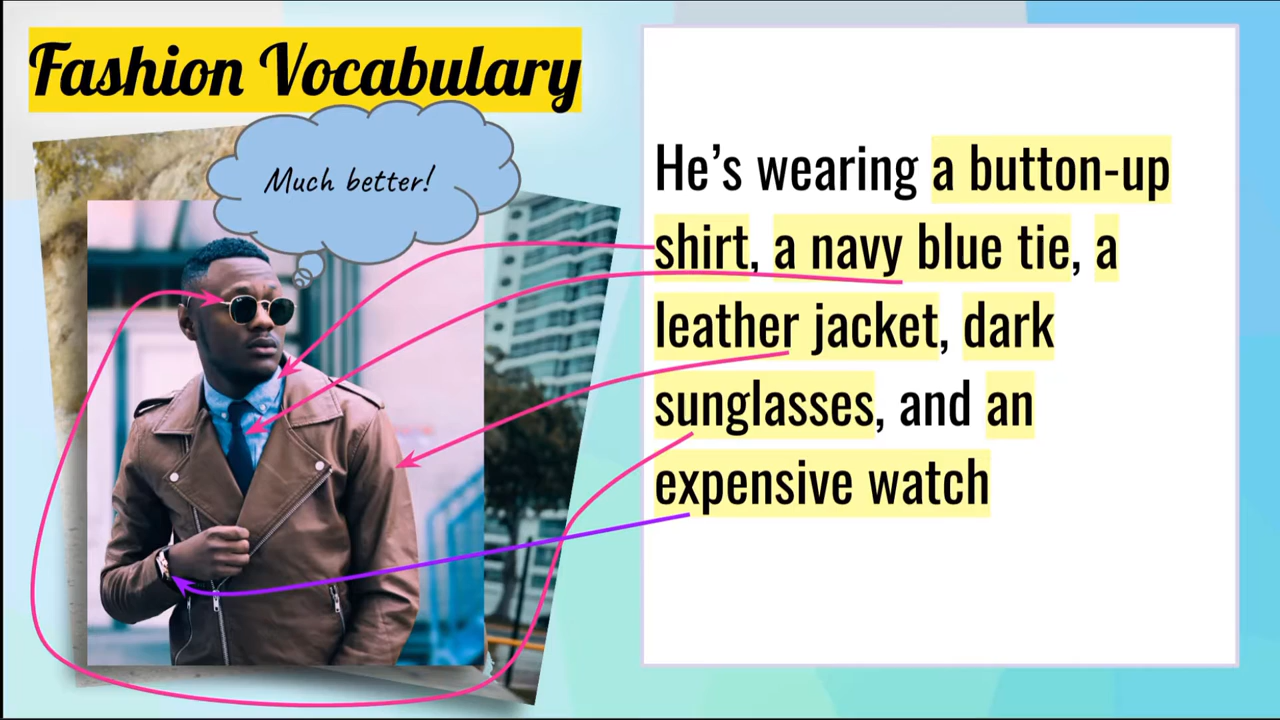 Fashion Vocabulary
Much better!
He’s wearing a button-up
shirt, a navy blue tie, a
leather jacket, dark
sunglasses, and an
expensive watch